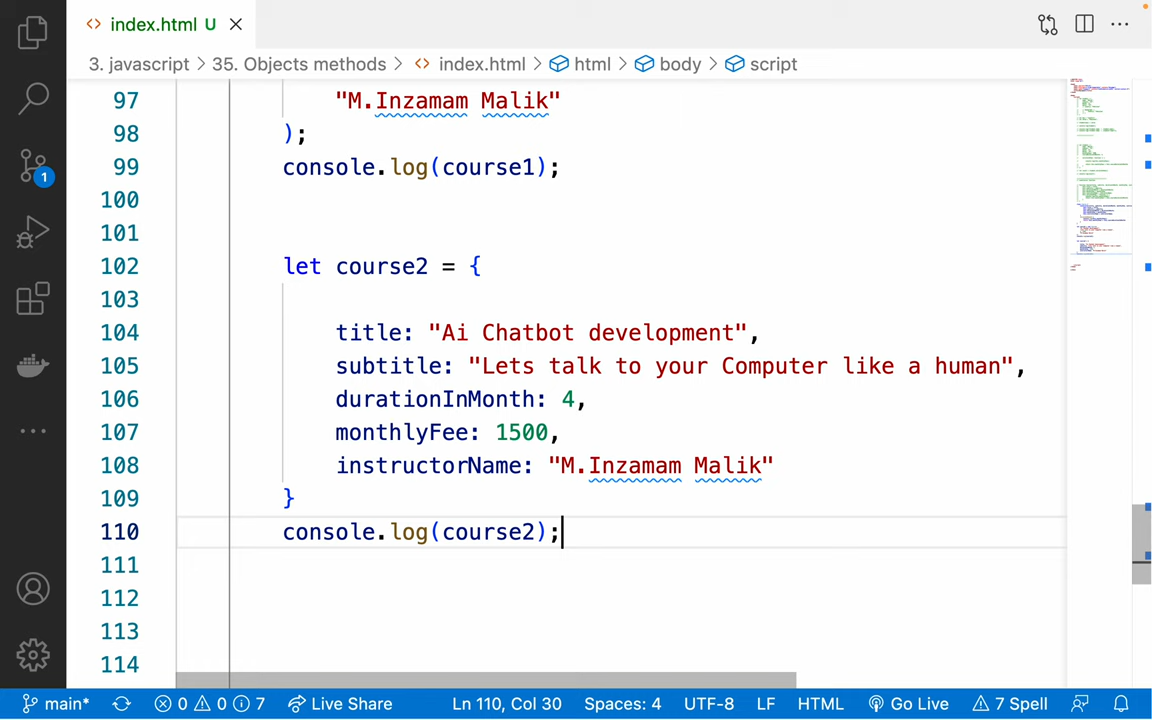 index.html U
3. javascript > 35. Objects methods > index.html > html > body > script
97 "M.Inzamam Malik"
98 );
99 console.log(course1);
100
101
102 let course2 = {
103
104 title: "Ai Chatbot development",
105 subtitle: "Lets talk to your Computer like a human",
106 durationInMonth: 4,
107 monthlyFee: 1500,
108 instructorName: "M.Inzamam Malik"
109 }
110 console.log(course2);
111
112
113
114
1
main* 0 0 7 Live Share Ln 110, Col 30 Spaces: 4 UTF-8 LF HTML Go Live 7 Spell